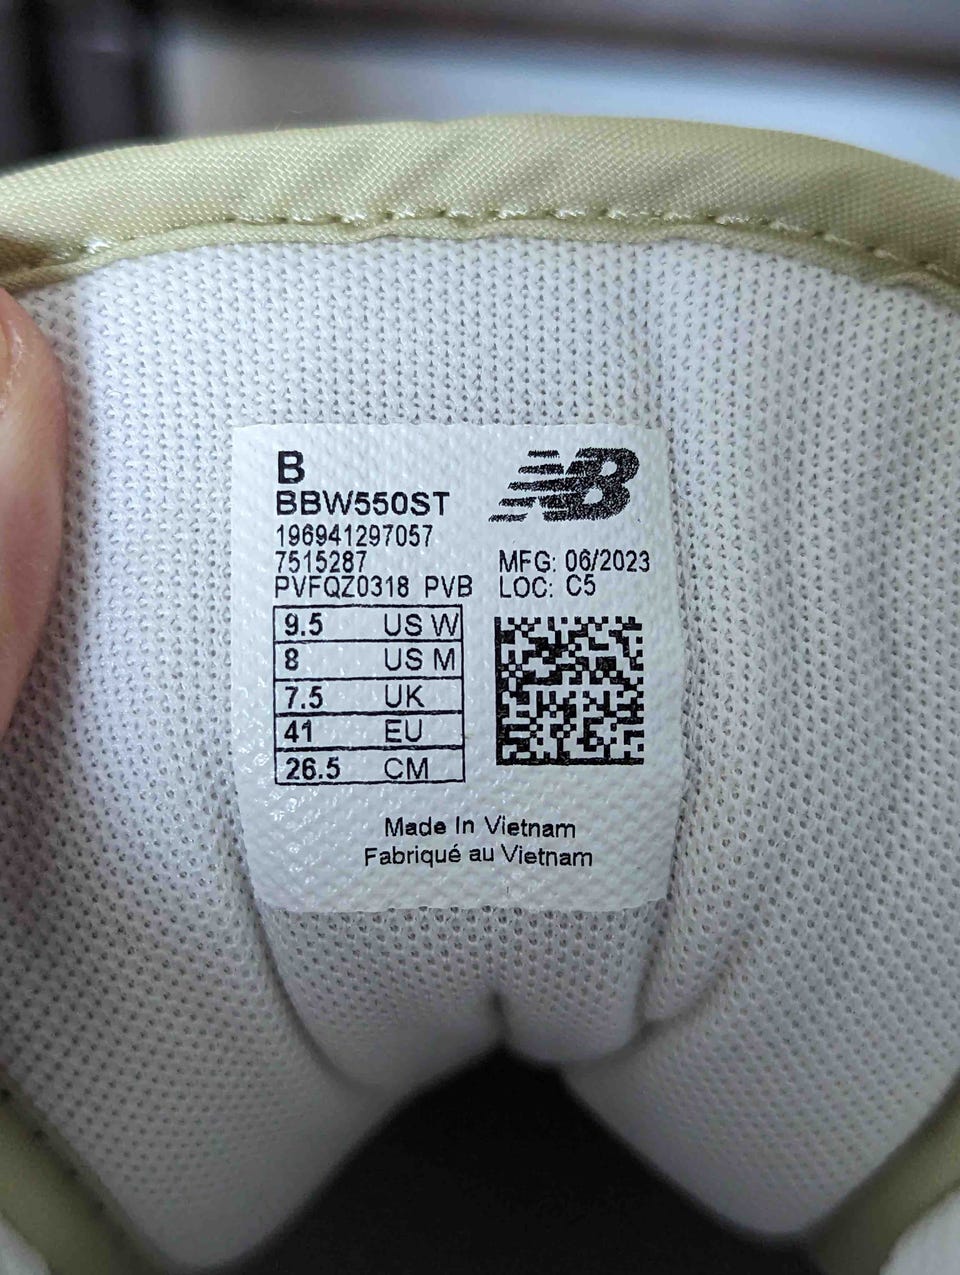 B
BBW550ST
196941297057
7515287
PVFQZ0318 PVB
NB
MFG: 06/2023
LOC: C5
9.5 US W
8 US M
7.5 UK
41 EU
26.5 CM
Made In Vietnam
Fabriqué au Vietnam